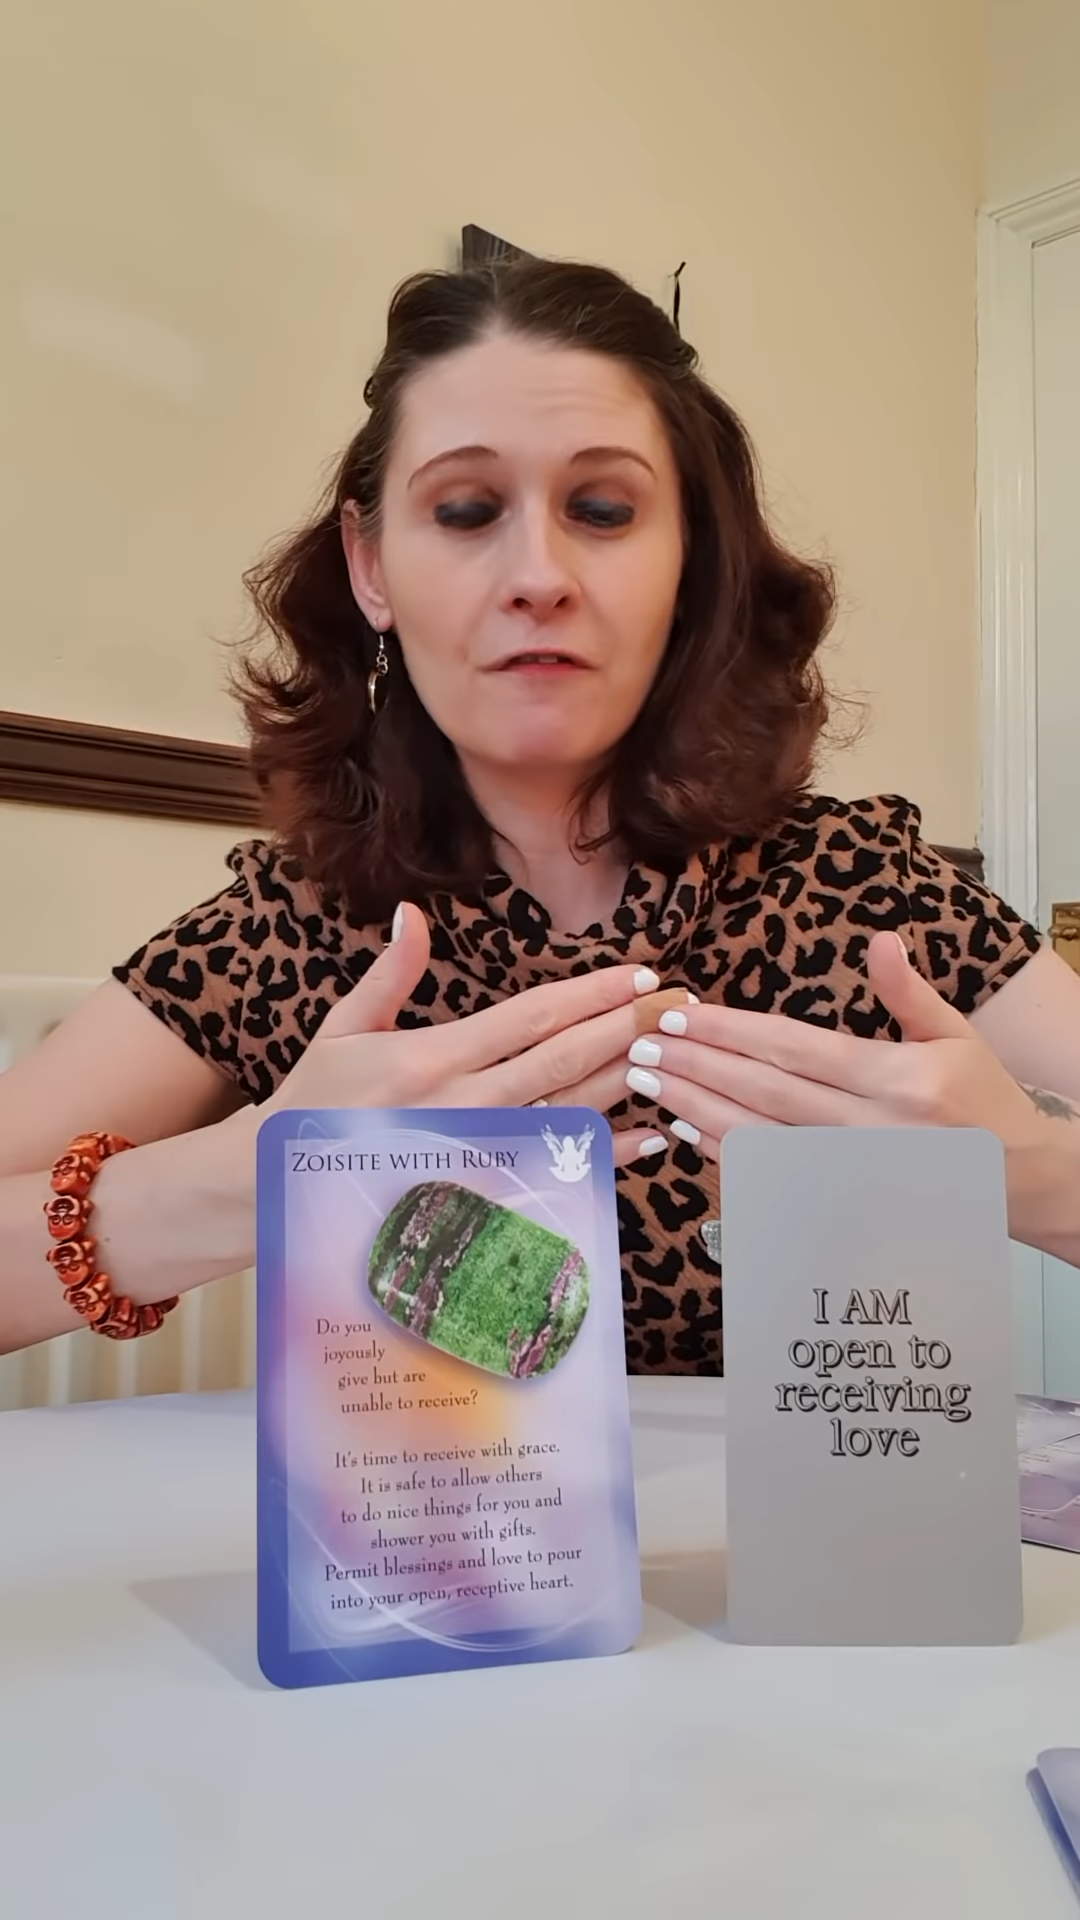 ZOISITE WITH RUBY
Do you
joyously
give but are
unable to receive?
It's time to receive with grace.
It is safe to allow others
to do nice things for you and
shower you with gifts.
Permit blessings and love to pour
into your open, receptive heart.
I AM
open to
receiving
love